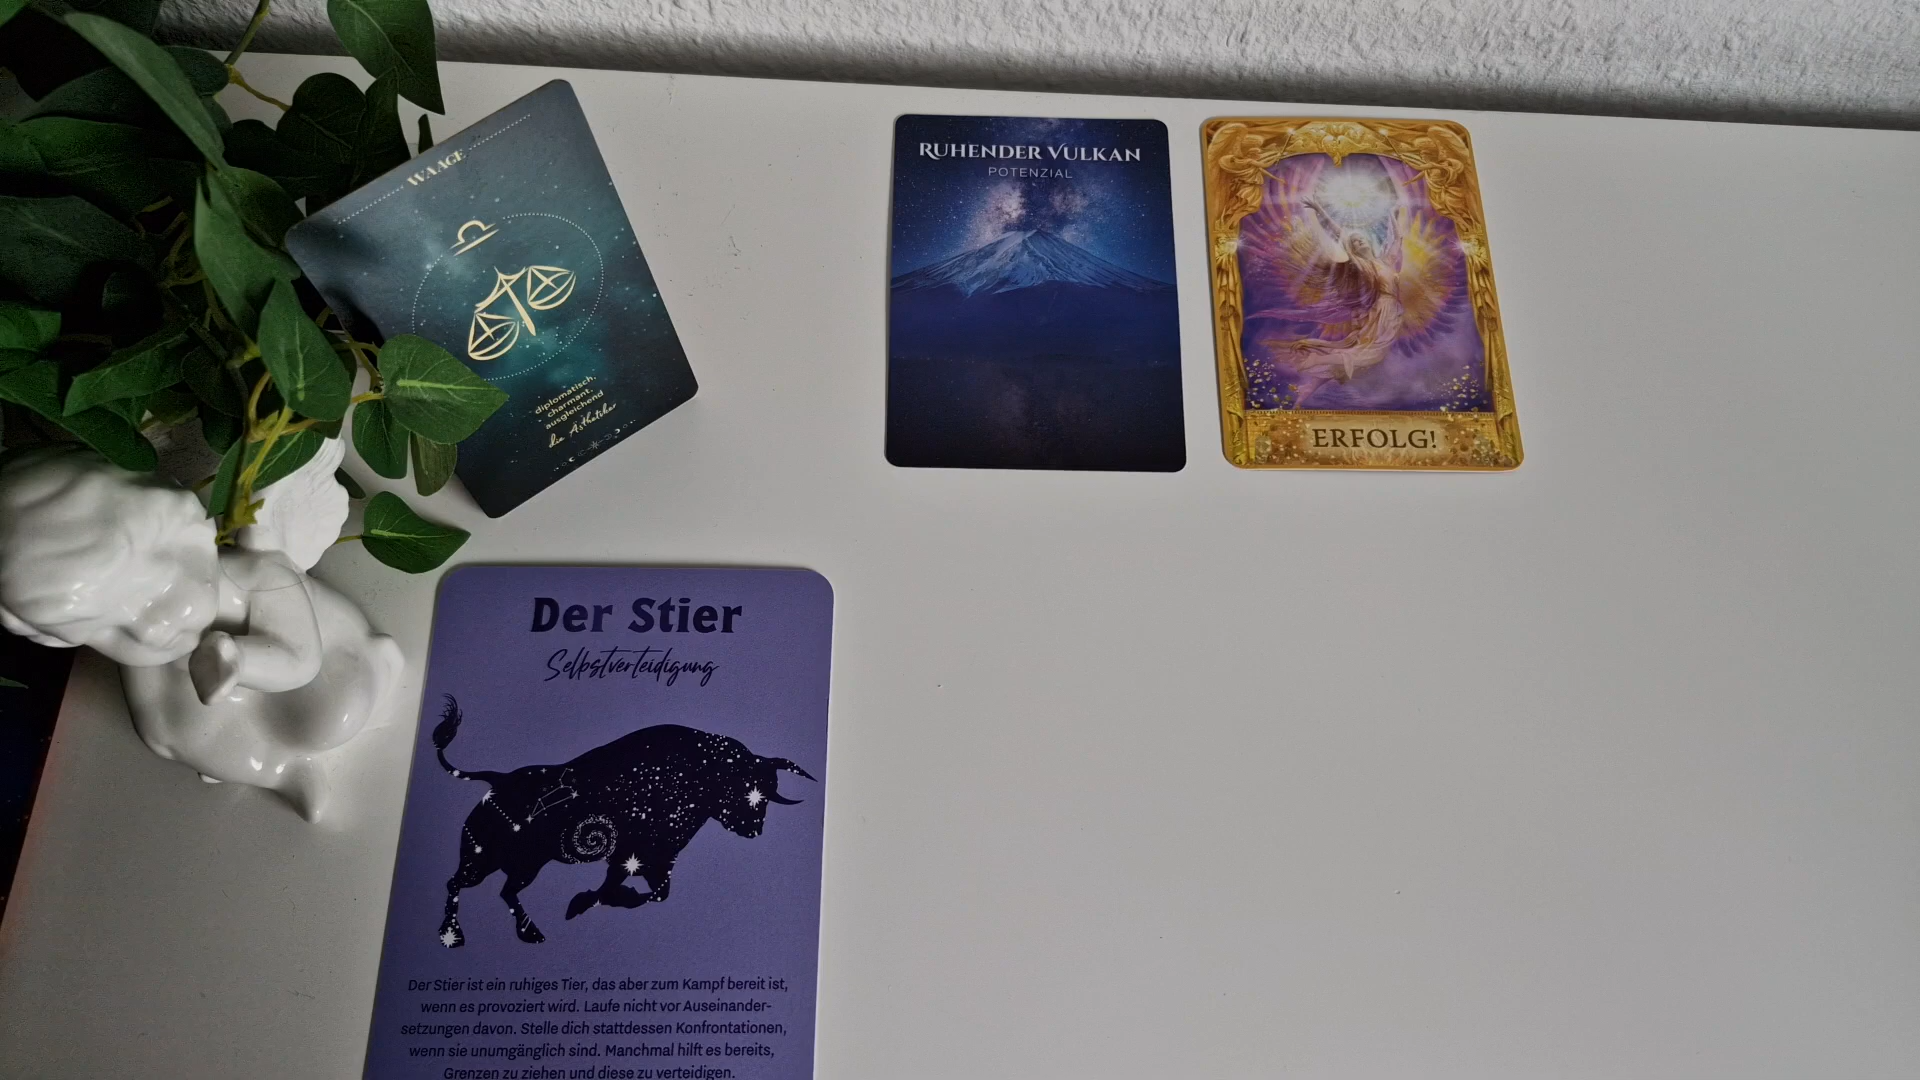 WAAGE
diplomatisch,
charmant,
ausgleichend
die Ästhetiker
RUHENDER VULKAN
POTENZIAL
ERFOLG!
Der Stier
Selbstverteidigung
Der Stier ist ein ruhiges Tier, das aber zum Kampf bereit ist,
wenn es provoziert wird. Laufe nicht vor Auseinander-
setzungen davon. Stelle dich stattdessen Konfrontationen,
wenn sie unumgänglich sind. Manchmal hilft es bereits,
Grenzen zu ziehen und diese zu verteidigen.